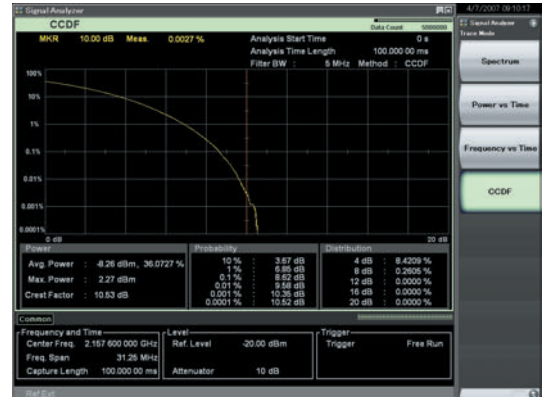 Signal Analyzer
4/7/2007 09:10:17
CCDF
Data Count 5000000
MKR 10.00 dB Meas. 0.0027 %
Analysis Start Time 0 s
Analysis Time Length 100.000 00 ms
Filter BW : 5 MHz Method : CCDF
100%
10%
1%
0.1%
0.01%
0.001%
0.0001%
0 dB
20 dB
Power
Avg. Power : -8.26 dBm, 36.0727 %
Max. Power : 2.27 dBm
Crest Factor : 10.53 dB
Probability
10 % : 3.67 dB
1 % : 6.85 dB
0.1 % : 8.62 dB
0.01 % : 9.58 dB
0.001 % : 10.35 dB
0.0001 % : 10.52 dB
Distribution
4 dB : 8.4209 %
8 dB : 0.2605 %
12 dB : 0.0000 %
16 dB : 0.0000 %
20 dB : 0.0000 %
Common
Frequency and Time
Center Freq. 2.157 600 000 GHz
Freq. Span 31.25 MHz
Capture Length 100.000 00 ms
Level
Ref. Level -20.00 dBm
Attenuator 10 dB
Trigger
Trigger Free Run
Ref.Ext
Signal Analyzer
Trace Mode
Spectrum
Power vs Time
Frequency vs Time
CCDF